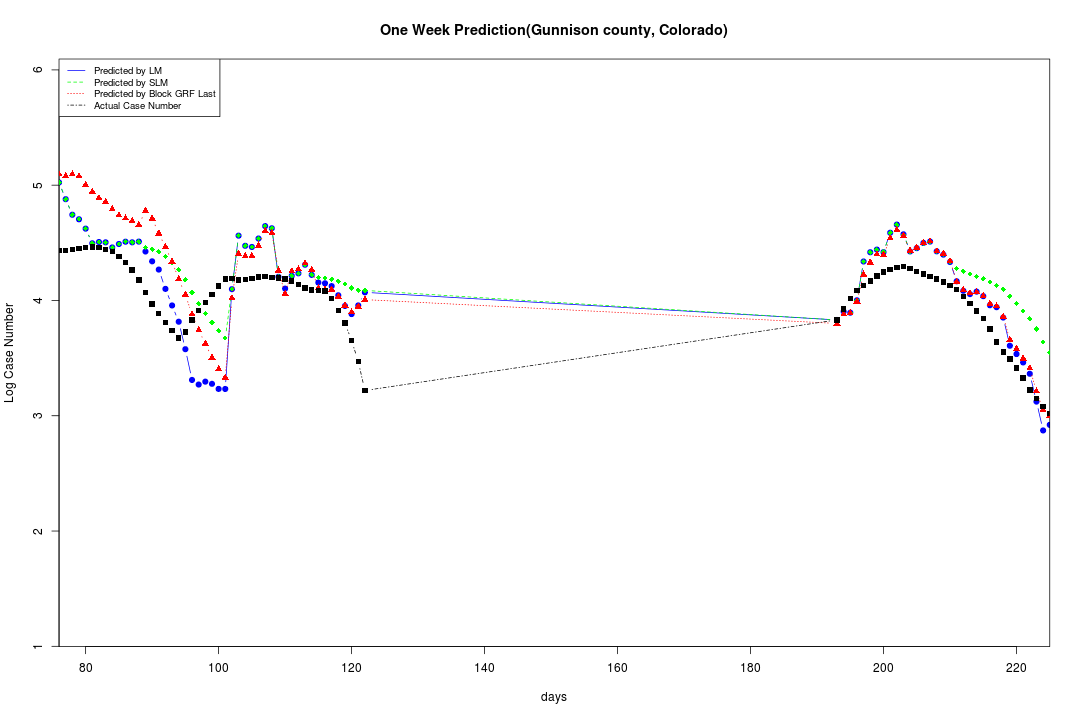 One Week Prediction(Gunnison county, Colorado)
Predicted by LM
Predicted by SLM
Predicted by Block GRF Last
Actual Case Number
6
5
4
3
2
1
Log Case Number
80 100 120 140 160 180 200 220
days